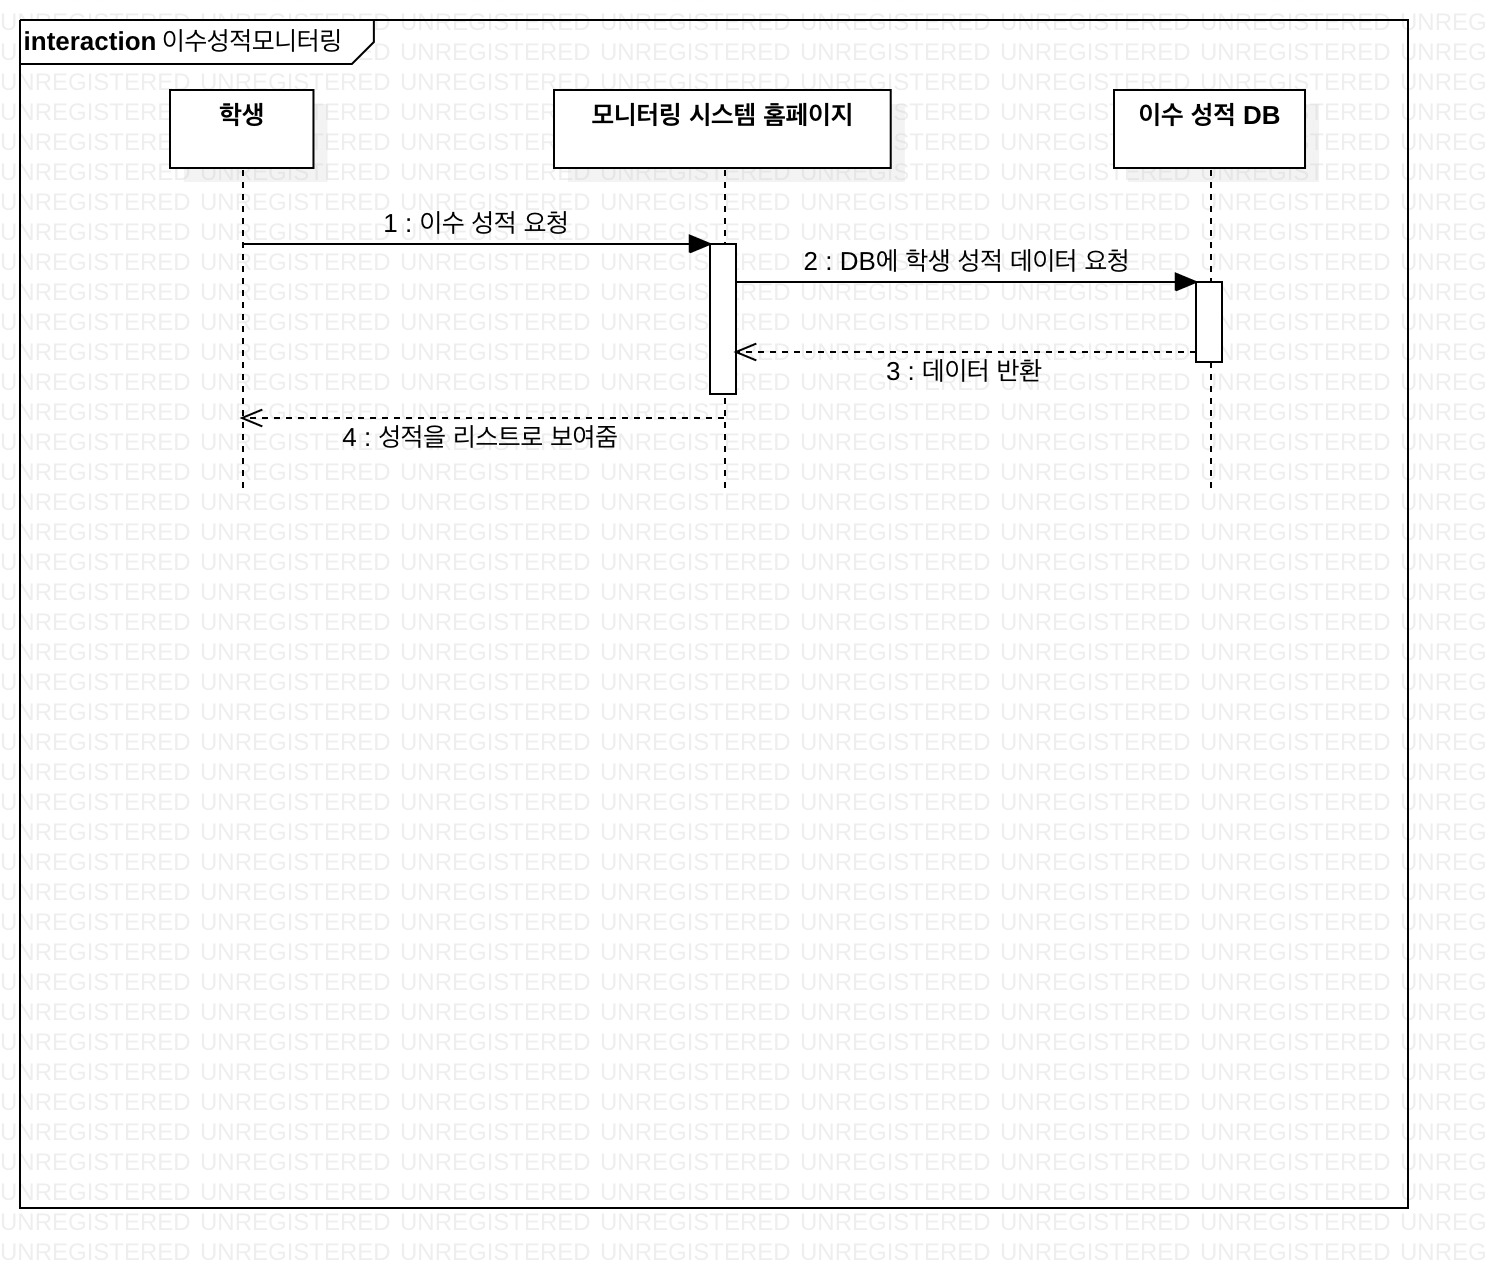 interaction 이수성적모니터링
학생
모니터링 시스템 홈페이지
이수 성적 DB
1 : 이수 성적 요청
2 : DB에 학생 성적 데이터 요청
3 : 데이터 반환
4 : 성적을 리스트로 보여줌
UNREGISTERED